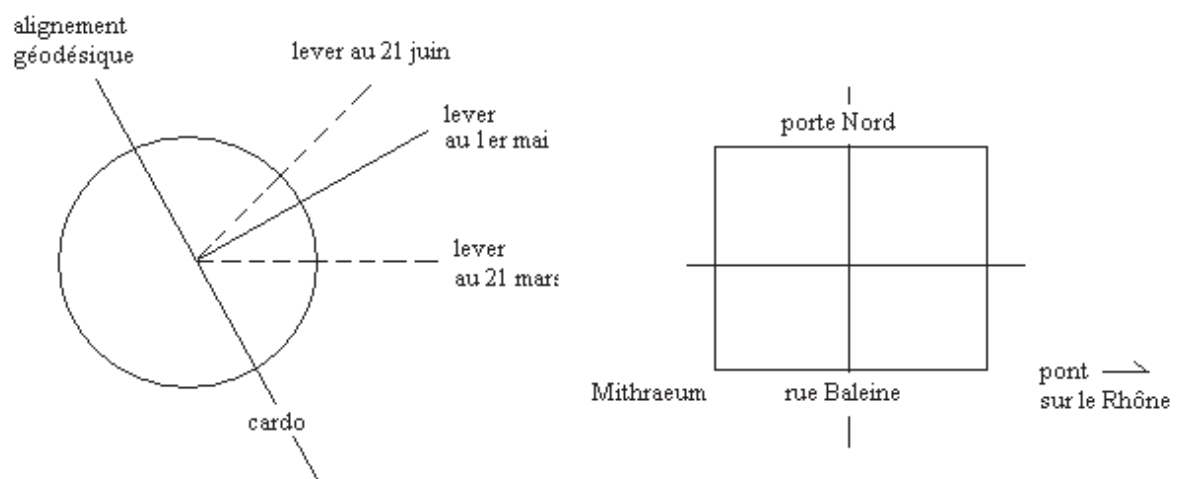 alignement
géodésique
lever au 21 juin
lever
au 1er mai
lever
au 21 mars
cardo
porte Nord
Mithraeum
rue Baleine
pont
sur le Rhône